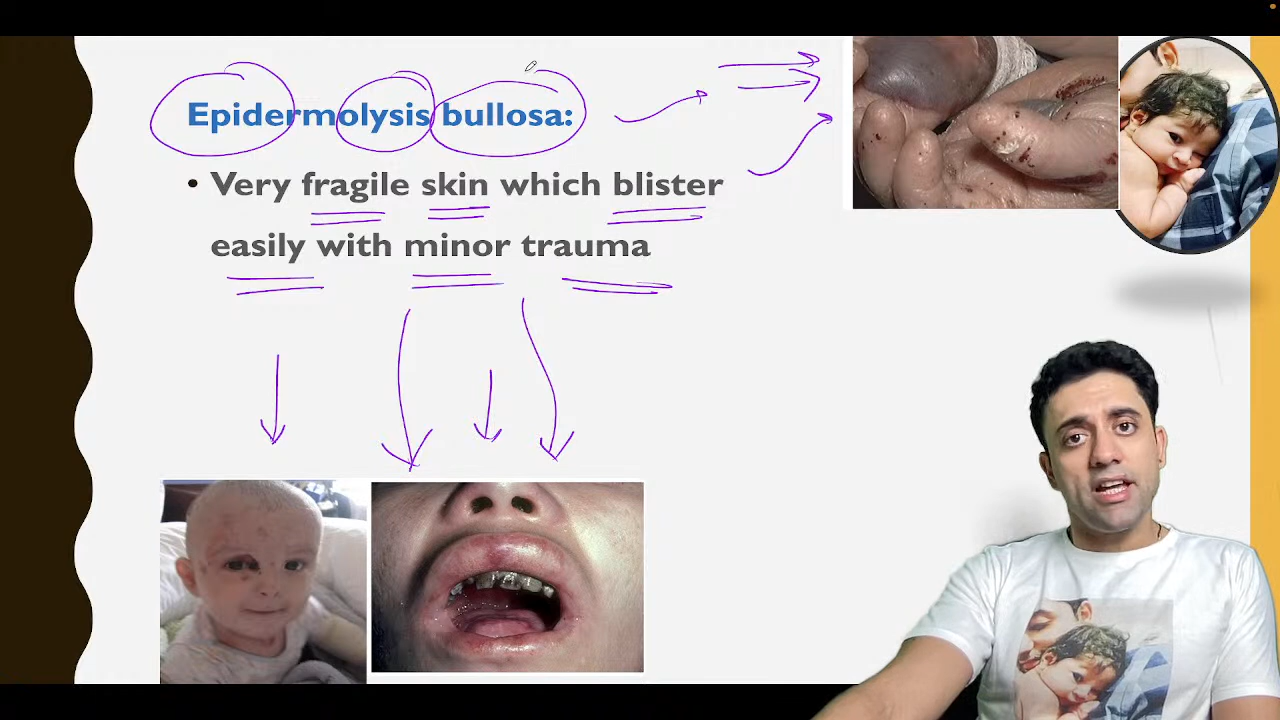 Epidermolysis bullosa:
• Very fragile skin which blister
easily with minor trauma